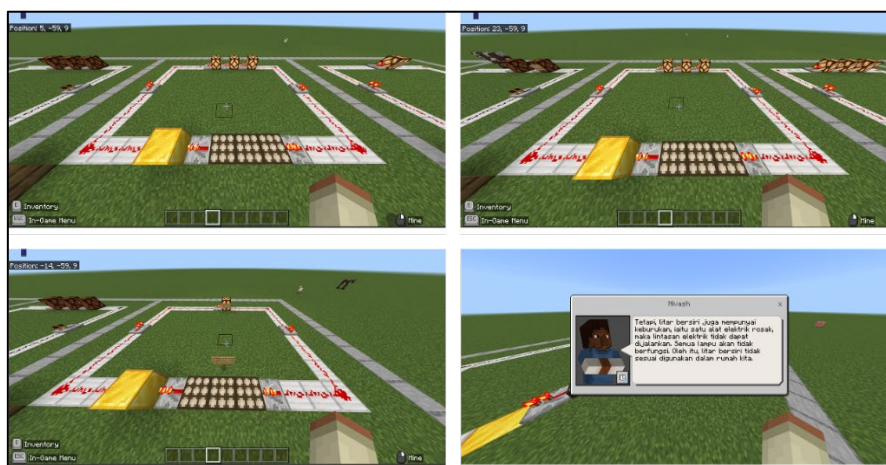 Position: 5, -59, 9
E Inventory
ESC In-Game Menu
Mine
Position: 23, -59, 9
E Inventory
ESC In-Game Menu
Mine
Position: -14, -59, 9
E Inventory
ESC In-Game Menu
Mine
Nivash
x
Tetapi, litar bersiri juga mempunyai
keburukan, iaitu satu alat elektrik rosak,
maka lintasan elektrik tidak dapat
dijalankan. Semua lampu akan tidak
berfungsi. Oleh itu, litar bersiri tidak
sesuai digunakan dalam rumah kita.